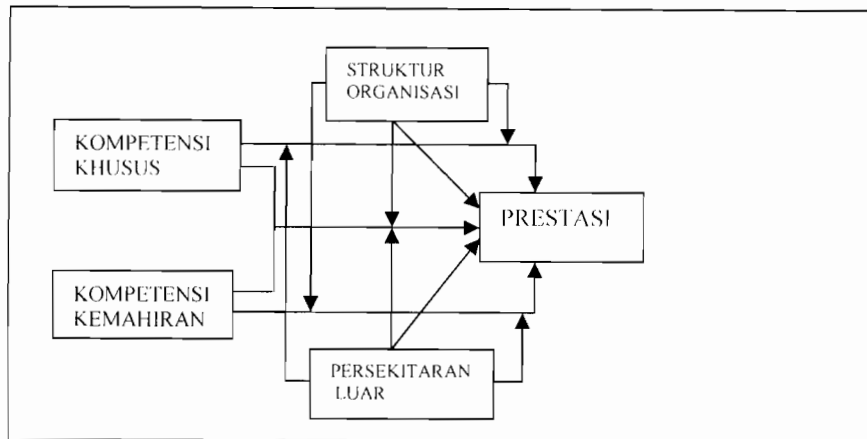 STRUKTUR
ORGANISASI
KOMPETENSI
KHUSUS
PRESTASI
KOMPETENSI
KEMAHIRAN
PERSEKITARAN
LUAR